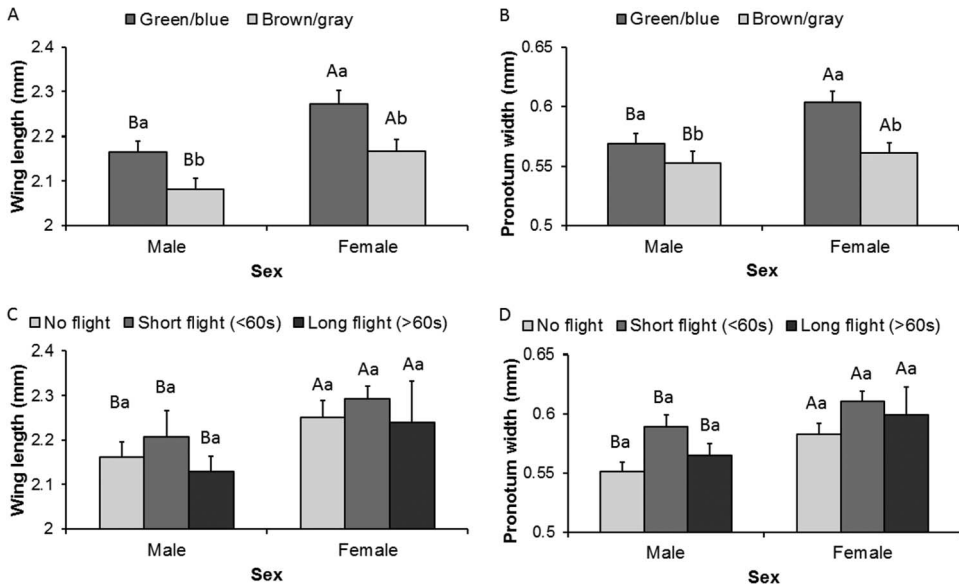 A
Green/blue Brown/gray
Wing length (mm)
2.4
2.3
2.2
2.1
2
Ba
Bb
Aa
Ab
Male Female
Sex
B
Green/blue Brown/gray
Pronotum width (mm)
0.65
0.6
0.55
0.5
Ba
Bb
Aa
Ab
Male Female
Sex
C
No flight Short flight (<60s) Long flight (>60s)
Wing length (mm)
2.4
2.3
2.2
2.1
2
Ba
Ba
Ba
Aa
Aa
Aa
Male Female
Sex
D
No flight Short flight (<60s) Long flight (>60s)
Pronotum width (mm)
0.65
0.6
0.55
0.5
Ba
Ba
Ba
Aa
Aa
Aa
Male Female
Sex